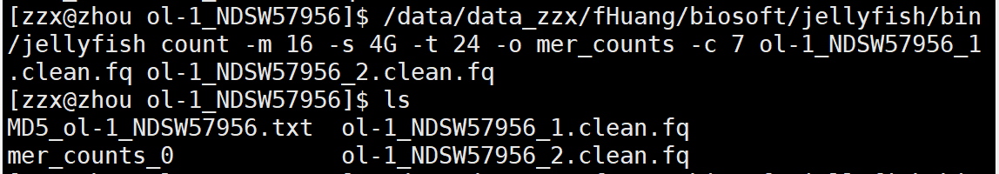 [zzx@zhou ol-1_NDSW57956]$ /data/data_zzx/fHuang/biosoft/jellyfish/bin
/jellyfish count -m 16 -s 4G -t 24 -o mer_counts -c 7 ol-1_NDSW57956_1
.clean.fq ol-1_NDSW57956_2.clean.fq
[zzx@zhou ol-1_NDSW57956]$ ls
MD5_ol-1_NDSW57956.txt  ol-1_NDSW57956_1.clean.fq
mer_counts_0            ol-1_NDSW57956_2.clean.fq